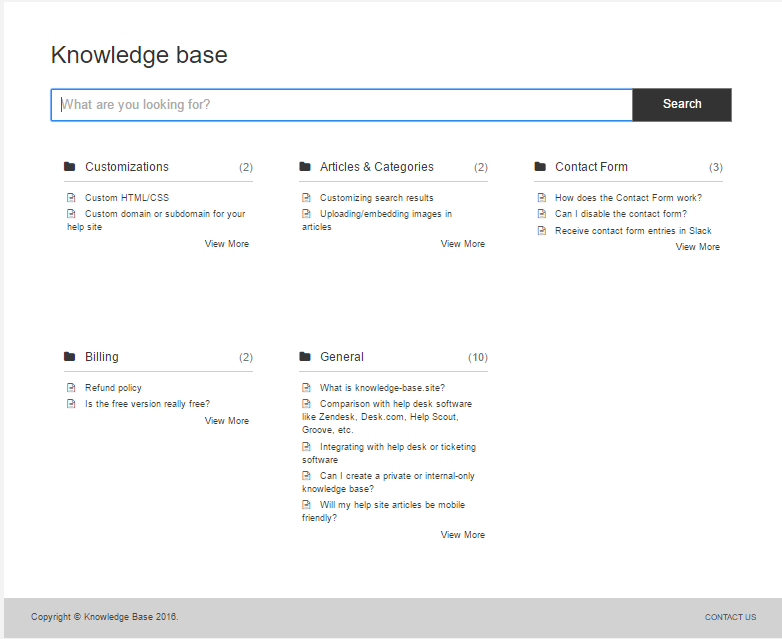 Knowledge base
What are you looking for?
Search
Customizations (2)
Custom HTML/CSS
Custom domain or subdomain for your
help site
View More
Articles & Categories (2)
Customizing search results
Uploading/embedding images in
articles
View More
Contact Form (3)
How does the Contact Form work?
Can I disable the contact form?
Receive contact form entries in Slack
View More
Billing (2)
Refund policy
Is the free version really free?
View More
General (10)
What is knowledge-base.site?
Comparison with help desk software
like Zendesk, Desk.com, Help Scout,
Groove, etc.
Integrating with help desk or ticketing
software
Can I create a private or internal-only
knowledge base?
Will my help site articles be mobile
friendly?
View More
Copyright © Knowledge Base 2016.
CONTACT US